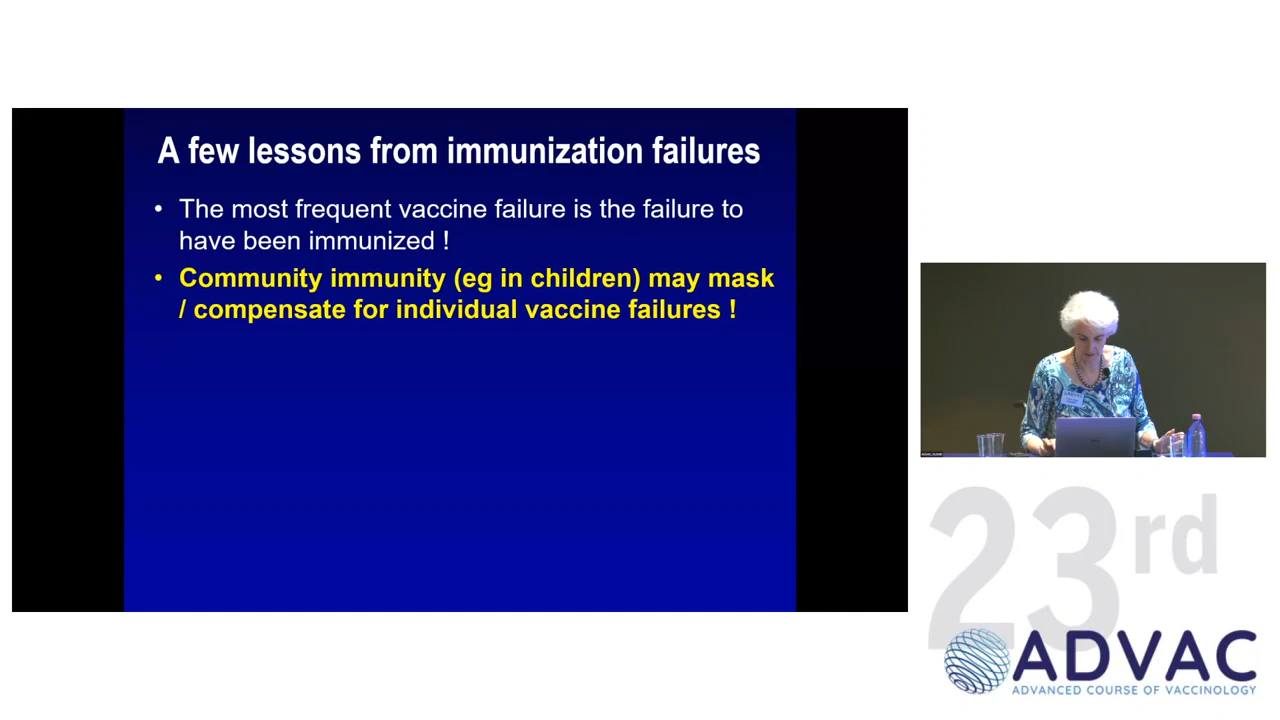 A few lessons from immunization failures
• The most frequent vaccine failure is the failure to
have been immunized !
• Community immunity (eg in children) may mask
/ compensate for individual vaccine failures !
23rd
ADVAC
ADVANCED COURSE OF VACCINOLOGY